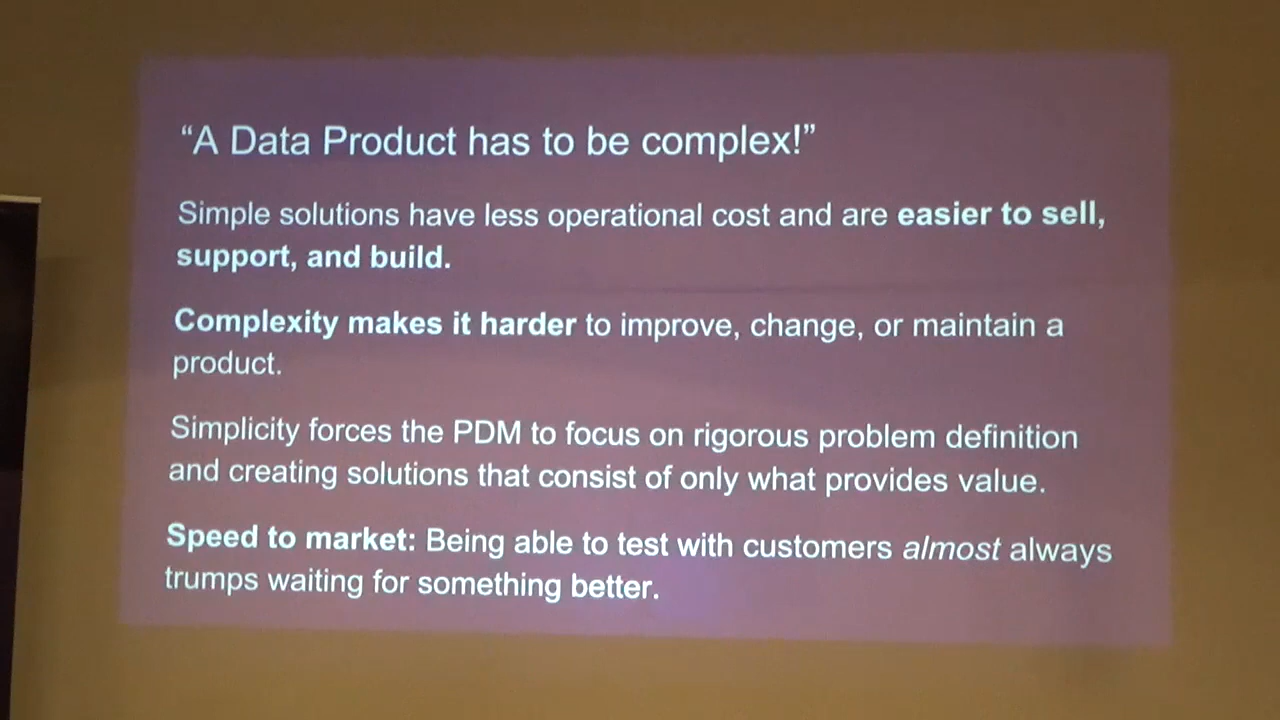 “A Data Product has to be complex!”
Simple solutions have less operational cost and are easier to sell,
support, and build.
Complexity makes it harder to improve, change, or maintain a
product.
Simplicity forces the PDM to focus on rigorous problem definition
and creating solutions that consist of only what provides value.
Speed to market: Being able to test with customers almost always
trumps waiting for something better.